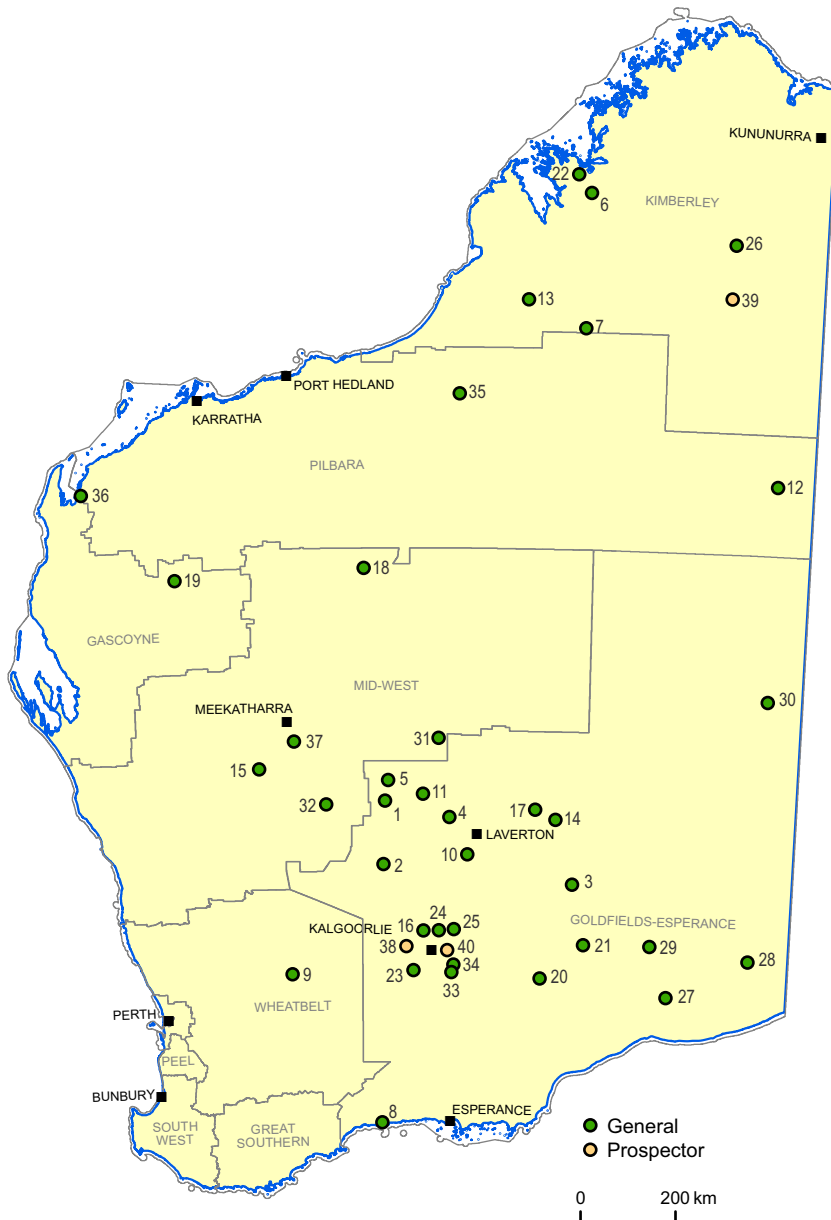 KUNUNURRA
22
6
KIMBERLEY
26
13
39
7
PORT HEDLAND
35
KARRATHA
PILBARA
36
12
18
19
GASCOYNE
MID-WEST
30
MEEKATHARRA
37
31
15
5
11
1
32
17
4
14
LAVERTON
10
2
3
24
25
GOLDFIELDS-ESPERANCE
KALGOORLIE
16
38
40
21
29
34
28
23
33
20
9
27
WHEATBELT
PERTH
PEEL
BUNBURY
8
ESPERANCE
SOUTH
WEST
GREAT
SOUTHERN
General
Prospector
0
200 km